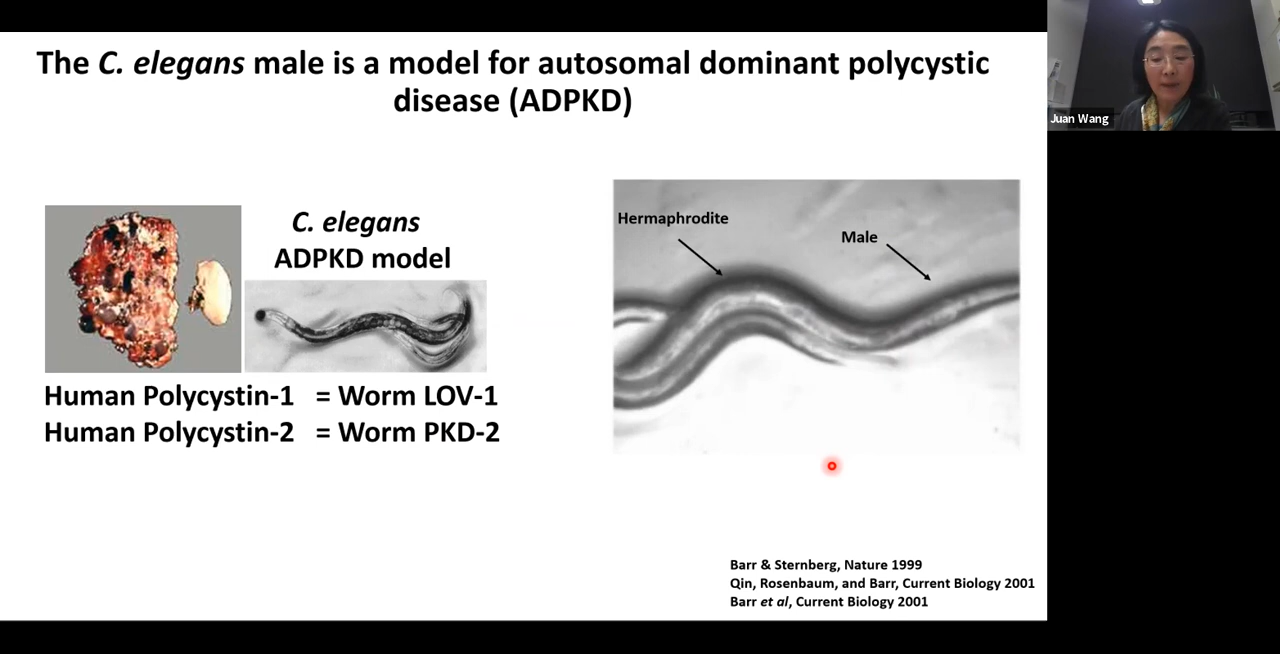 The C. elegans male is a model for autosomal dominant polycystic
disease (ADPKD)
Juan Wang
C. elegans
ADPKD model
Hermaphrodite
Male
Human Polycystin-1 = Worm LOV-1
Human Polycystin-2 = Worm PKD-2
Barr & Sternberg, Nature 1999
Qin, Rosenbaum, and Barr, Current Biology 2001
Barr et al, Current Biology 2001